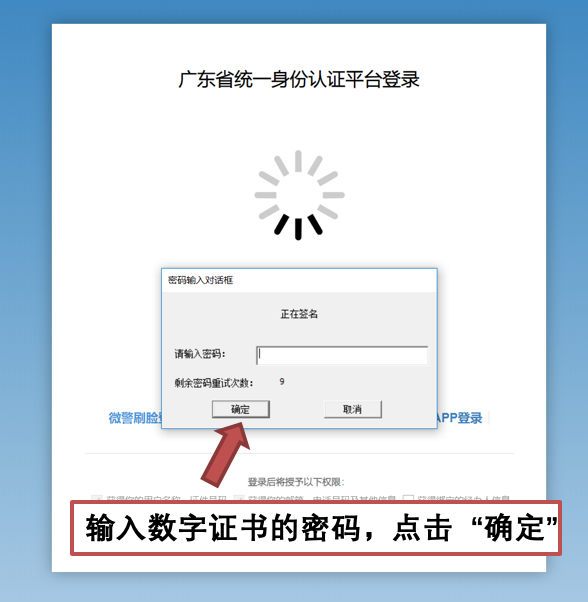 广东省统一身份认证平台登录
密码输入对话框
正在签名
请输入密码：
剩余密码重试次数： 9
确定 取消
微警刷脸 APP登录
登录后将授予以下权限：
输入数字证书的密码，点击“确定”